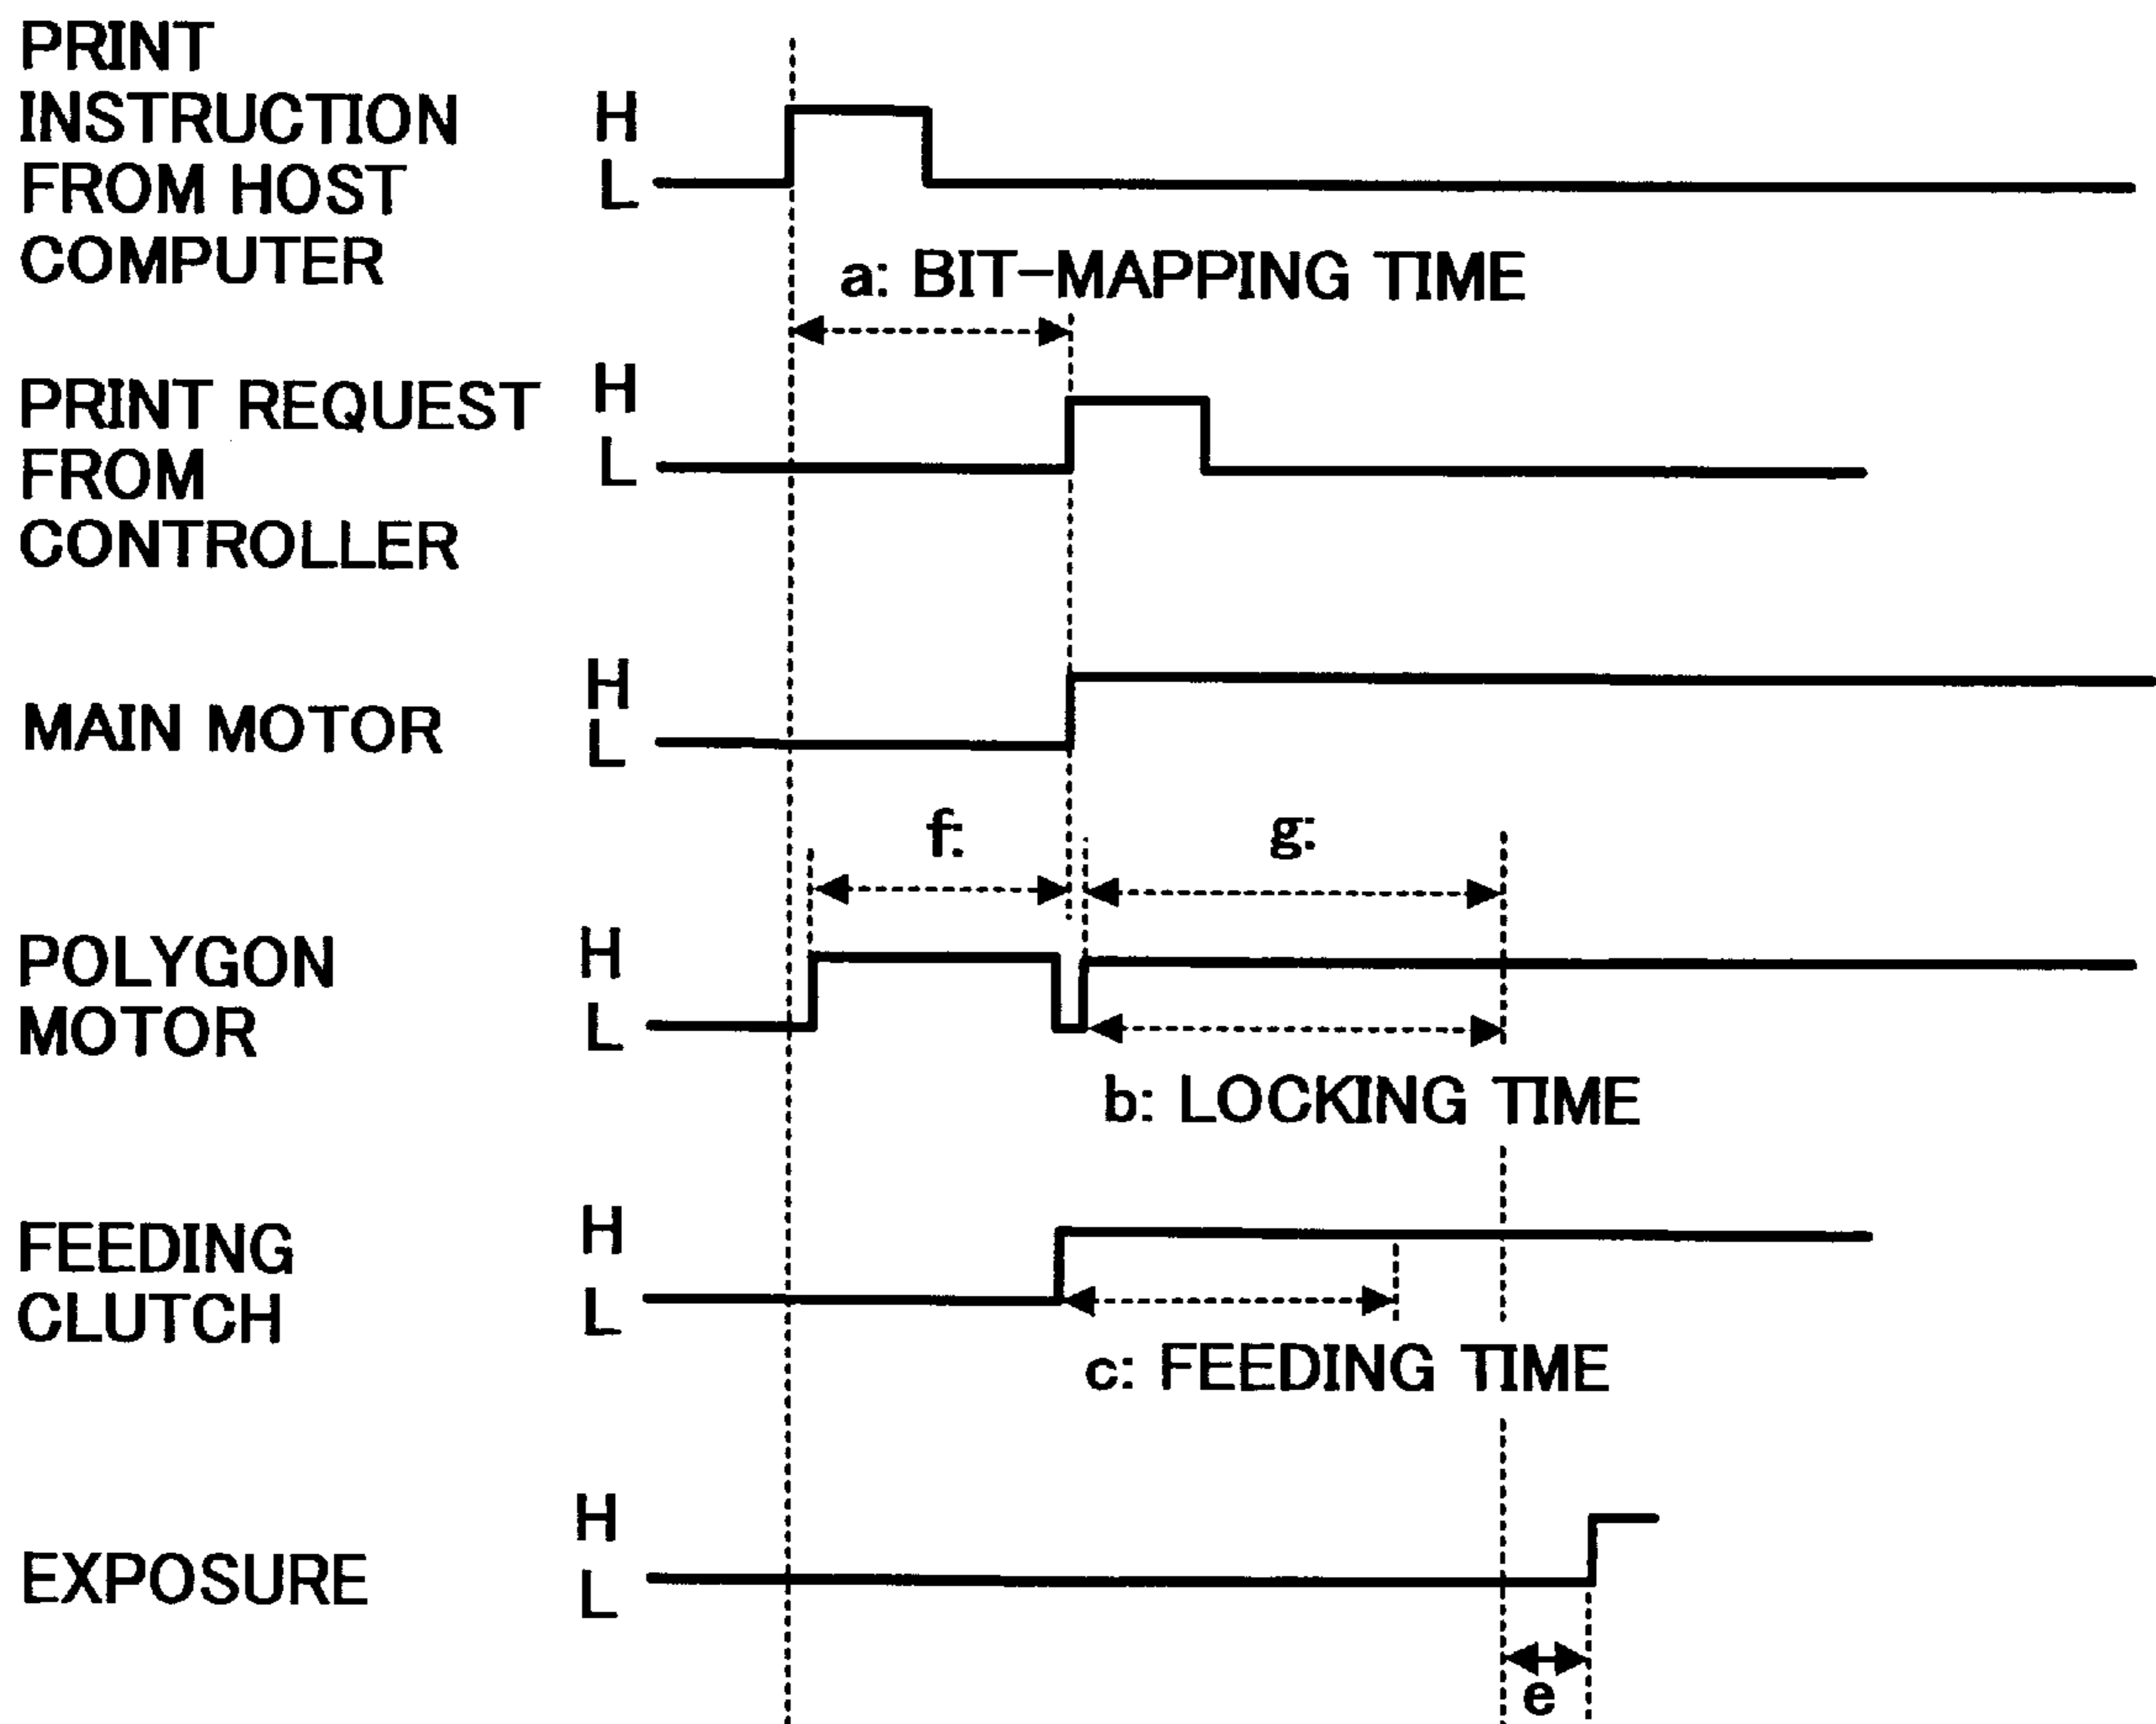 PRINT
INSTRUCTION
FROM HOST
COMPUTER
H
L
a: BIT-MAPPING TIME
PRINT REQUEST
FROM
CONTROLLER
H
L
MAIN MOTOR
H
L
f:
g:
POLYGON
MOTOR
H
L
b: LOCKING TIME
FEEDING
CLUTCH
H
L
c: FEEDING TIME
EXPOSURE
H
L
e